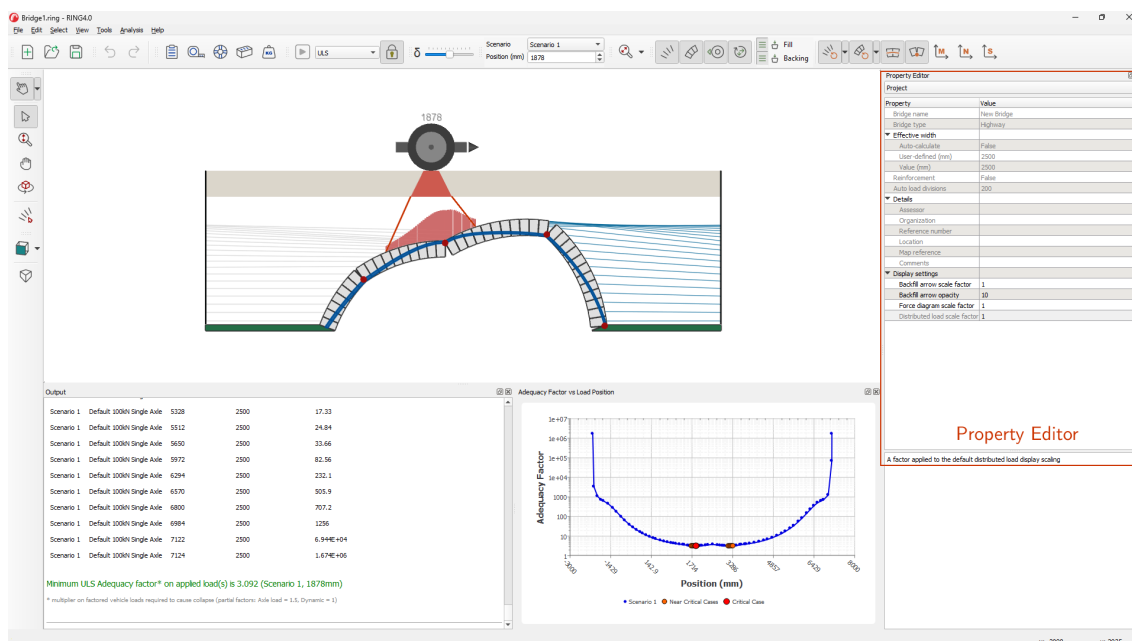 Bridge1.ring - RING4.0
File Edit Select View Tools Analysis Help
ULS
δ
Scenario Scenario 1
Position (mm) 1878
Fill
Backing
M N S
KG
1878
Property Editor
Project
Property Value
Bridge name New Bridge
Bridge type Highway
Effective width
Auto-calculate False
User-defined (mm) 2500
Value (mm) 2500
Rainforcement False
Auto load divisions 200
Details
Assessor
Organization
Reference number
Location
Map reference
Comments
Display settings
Backfill arrow scale factor 1
Backfill arrow opacity 10
Force diagram scale factor 1
Distributed load scale factor 1
Property Editor
A factor applied to the default distributed load display scaling
Output
Scenario 1 Default 100kN Single Axle 5328 2500 17.33
Scenario 1 Default 100kN Single Axle 5512 2500 24.84
Scenario 1 Default 100kN Single Axle 5650 2500 33.66
Scenario 1 Default 100kN Single Axle 5972 2500 82.56
Scenario 1 Default 100kN Single Axle 6294 2500 232.1
Scenario 1 Default 100kN Single Axle 6570 2500 505.9
Scenario 1 Default 100kN Single Axle 6800 2500 707.2
Scenario 1 Default 100kN Single Axle 6984 2500 1256
Scenario 1 Default 100kN Single Axle 7122 2500 6.944E+04
Scenario 1 Default 100kN Single Axle 7124 2500 1.674E+06
Minimum ULS Adequacy factor* on applied load(s) is 3.092 (Scenario 1, 1878mm)
* multiplier on factored vehicle loads required to cause collapse (partial factors: Axle load = 1.5, Dynamic = 1)
Adequacy Factor vs Load Position
Adequacy Factor
1e+07
1e+06
1e+05
1e+04
1000
100
10
1
-3000 -1429 142.9 1714 3286 4857 6429 8000
Position (mm)
Scenario 1 Near Critical Cases Critical Case